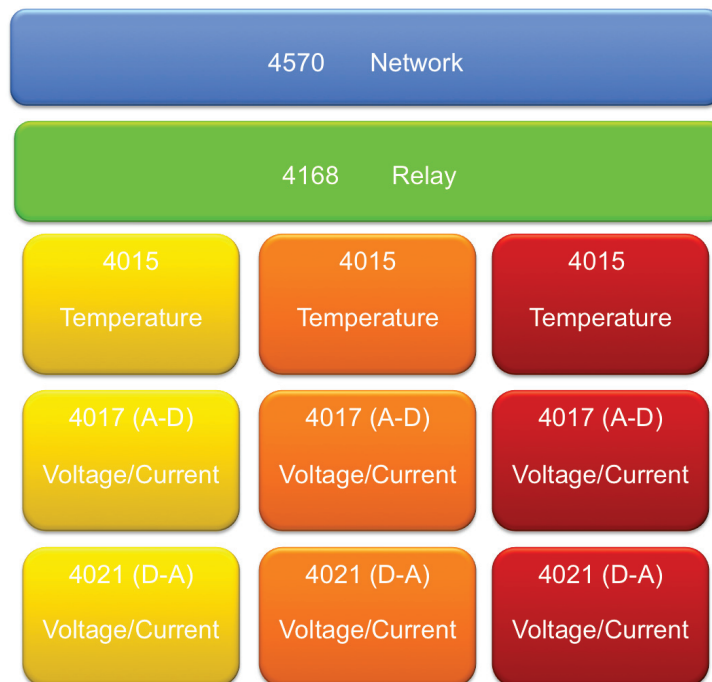 4570 Network
4168 Relay
4015 4015 4015
Temperature Temperature Temperature
4017 (A-D) 4017 (A-D) 4017 (A-D)
Voltage/Current Voltage/Current Voltage/Current
4021 (D-A) 4021 (D-A) 4021 (D-A)
Voltage/Current Voltage/Current Voltage/Current